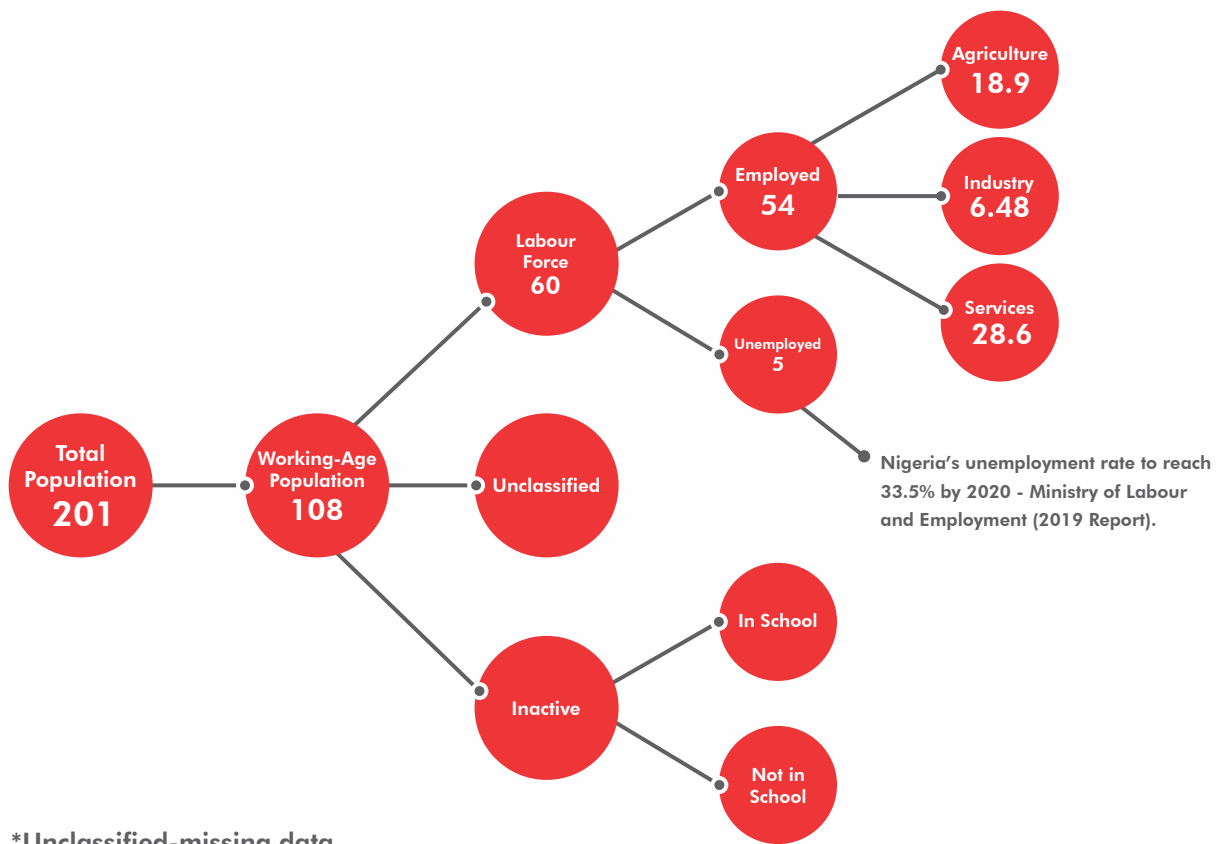 Total
Population
201
Working-Age
Population
108
Labour
Force
60
Unclassified
Inactive
Employed
54
Unemployed
5
In School
Not in
School
Agriculture
18.9
Industry
6.48
Services
28.6
Nigeria's unemployment rate to reach
33.5% by 2020 - Ministry of Labour
and Employment (2019 Report).
*Unclassified-missing data